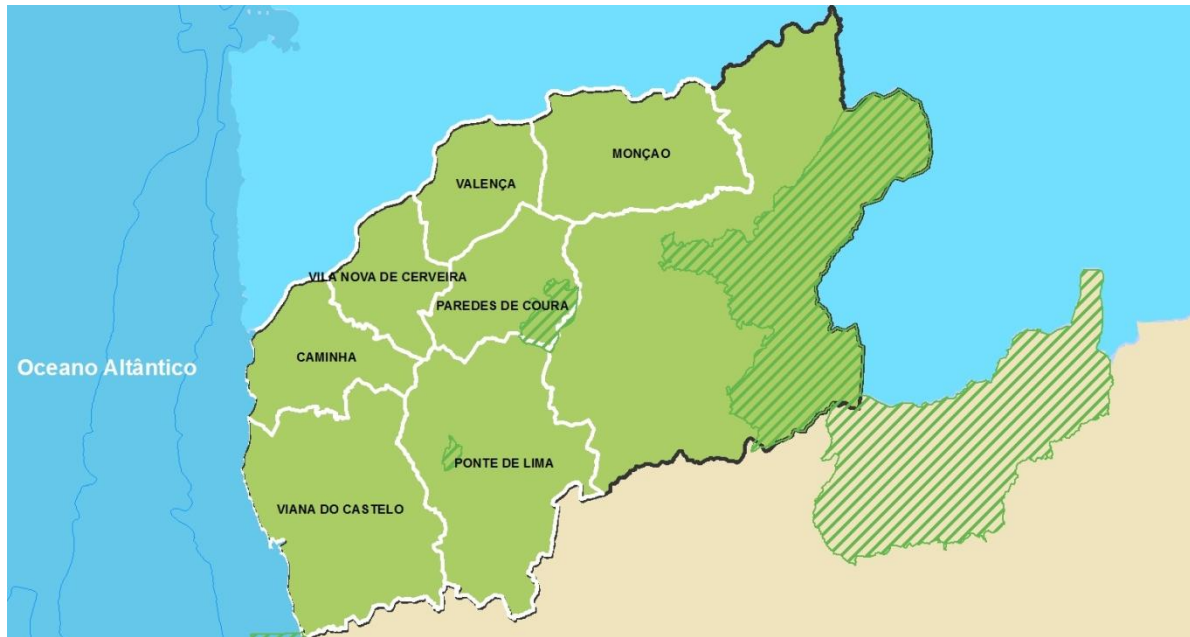 MONÇAO
VALENÇA
VILA NOVA DE CERVEIRA
PAREDES DE COURA
CAMINHA
Oceano Altântico
PONTE DE LIMA
VIANA DO CASTELO